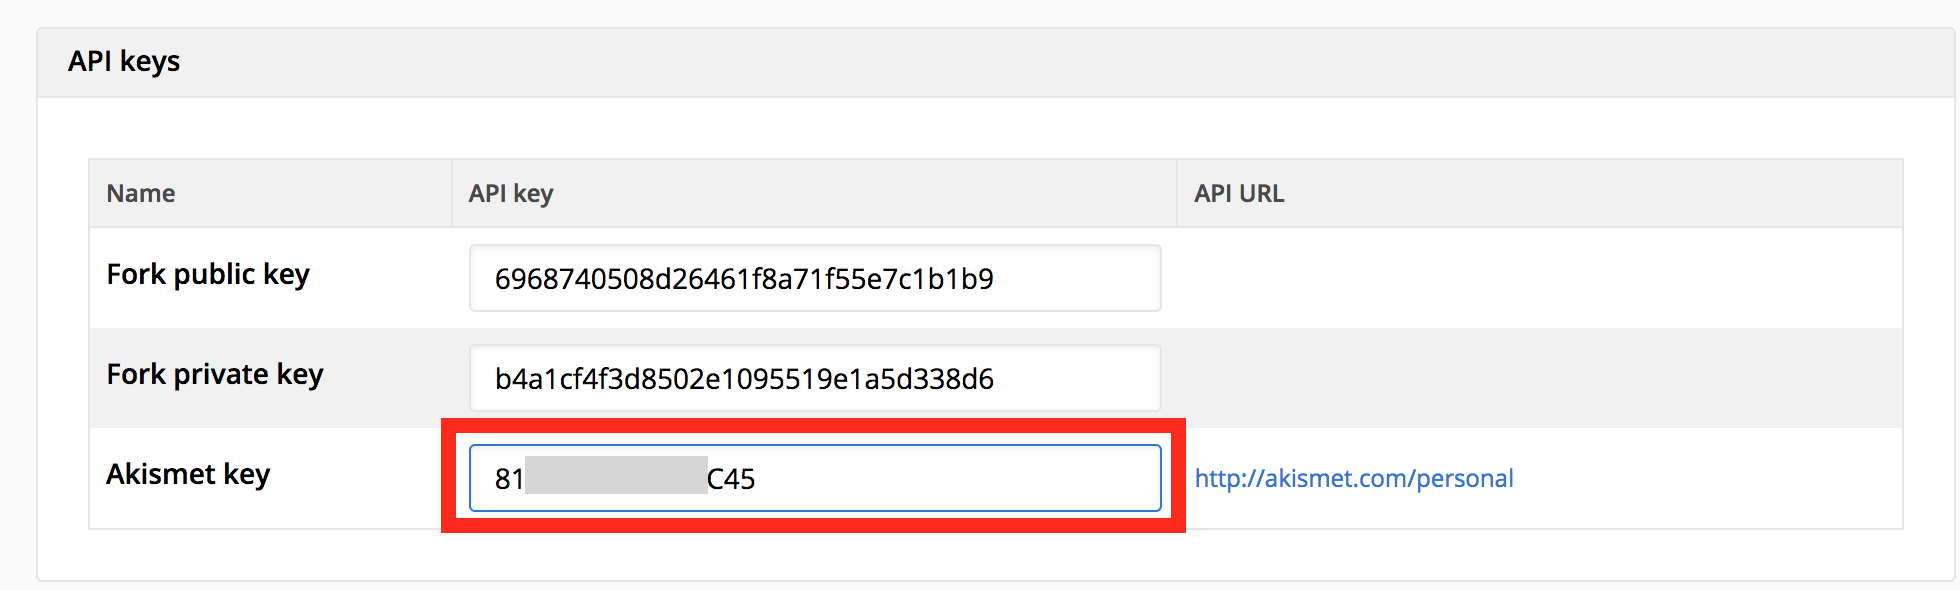 API keys
Name API key API URL
Fork public key 6968740508d26461f8a71f55e7c1b1b9
Fork private key b4a1cf4f3d8502e1095519e1a5d338d6
Akismet key 81 C45 http://akismet.com/personal